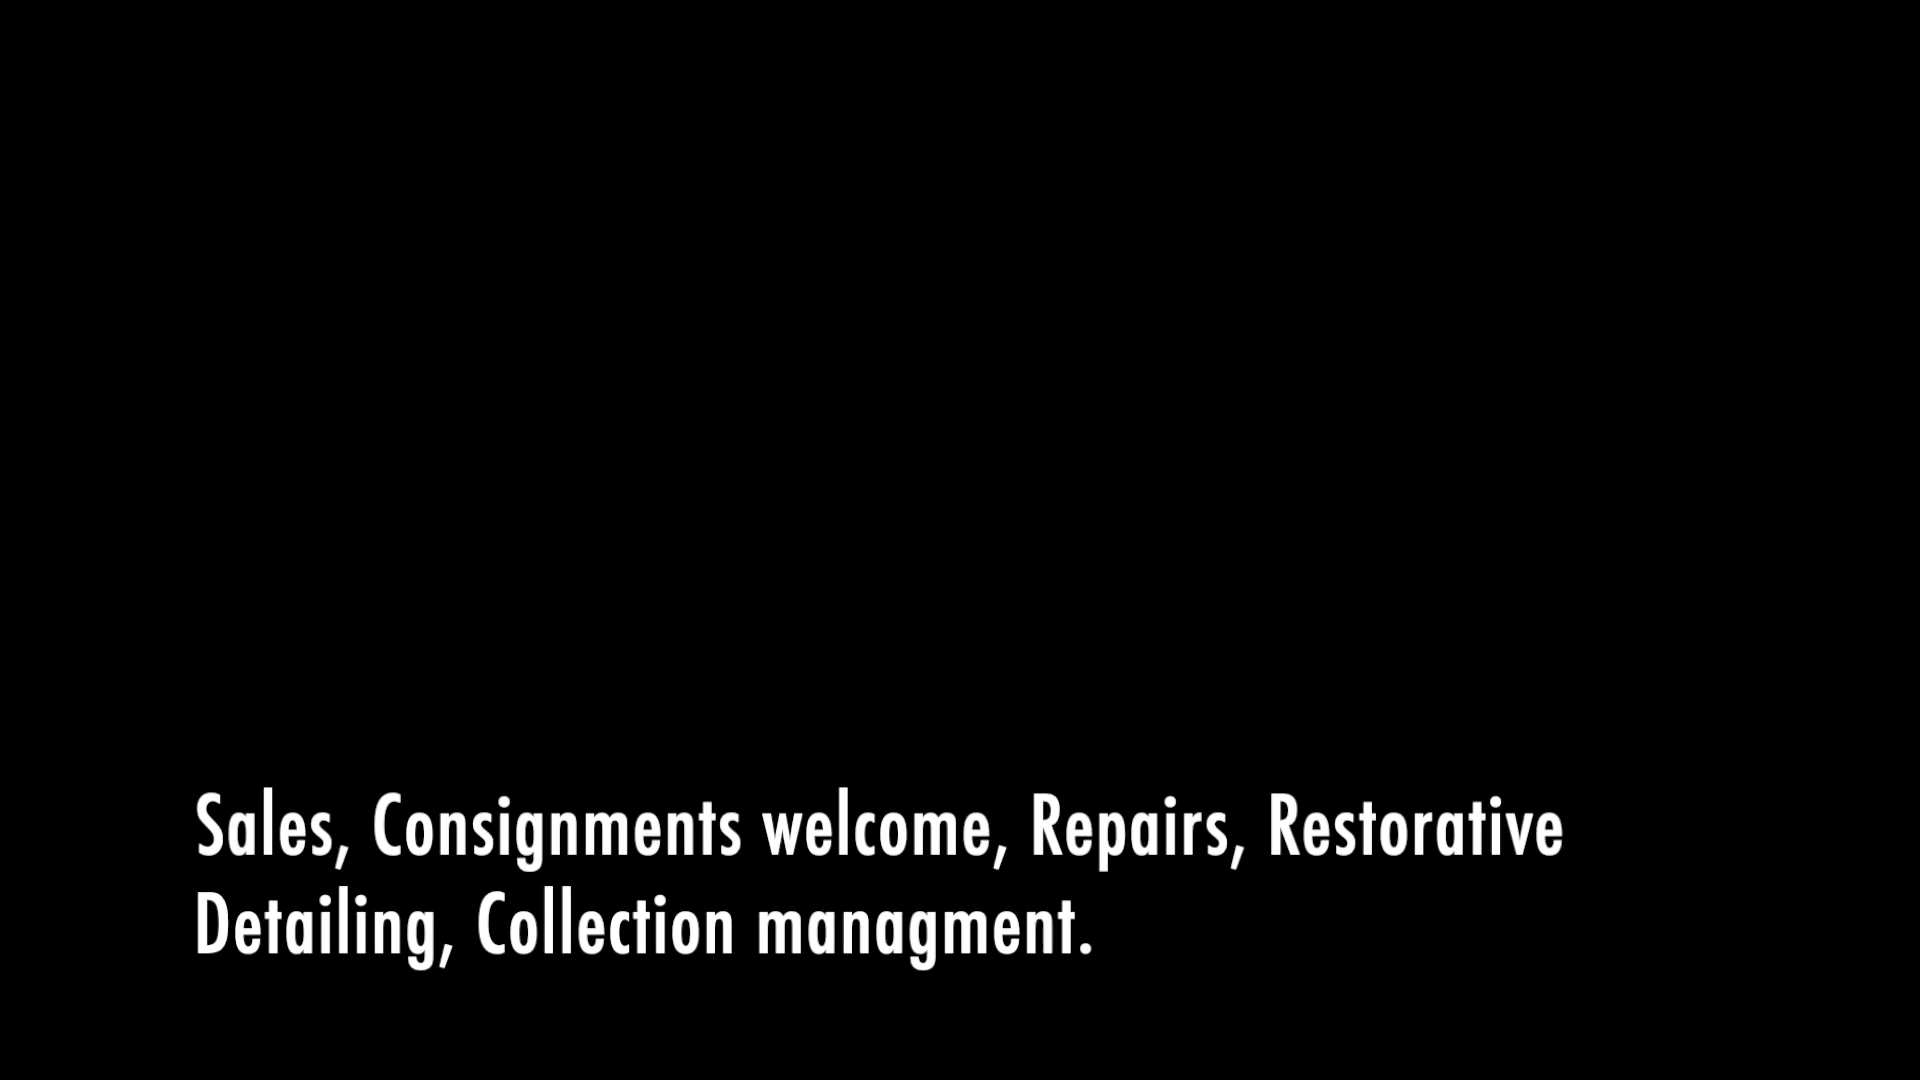 Sales, Consignments welcome, Repairs, Restorative
Detailing, Collection managment.